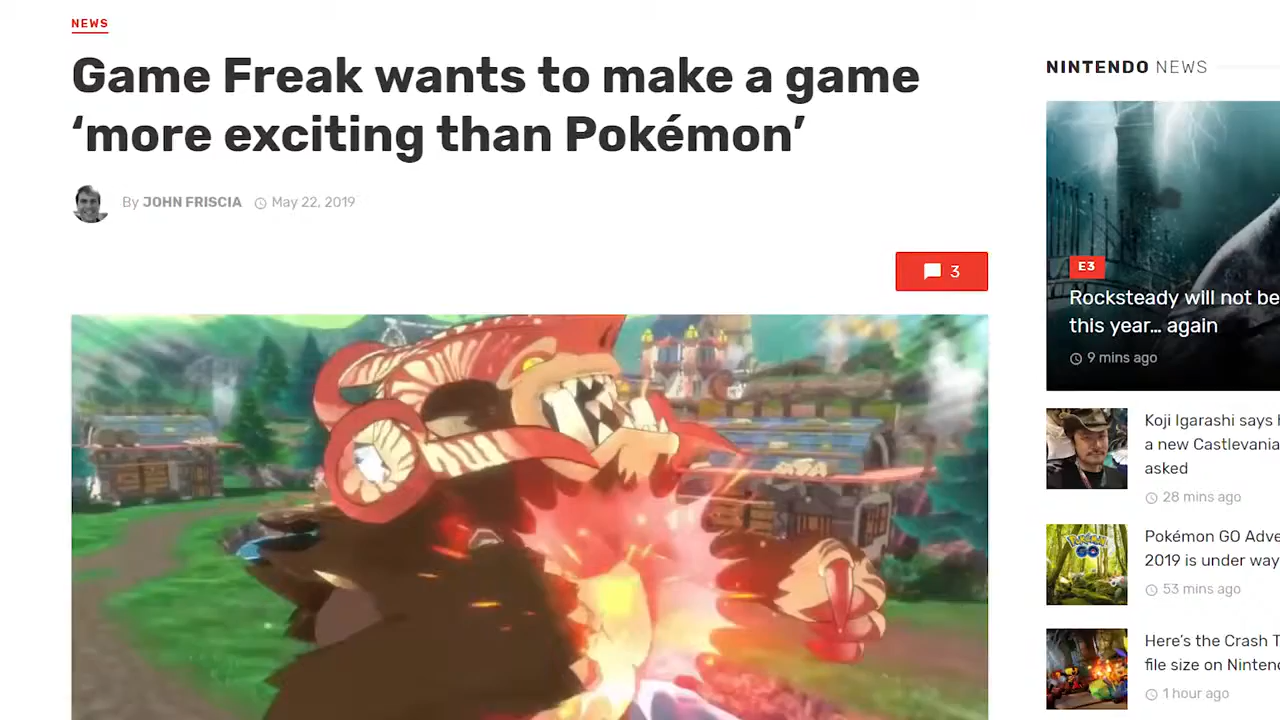 NEWS
Game Freak wants to make a game
‘more exciting than Pokémon’
By JOHN FRISCIA May 22, 2019
3
NINTENDO NEWS
E3
Rocksteady will not be
this year… again
9 mins ago
Koji Igarashi says
a new Castlevania
asked
28 mins ago
Pokémon GO Adve
2019 is under way
53 mins ago
Here’s the Crash T
file size on Ninten
1 hour ago
GO